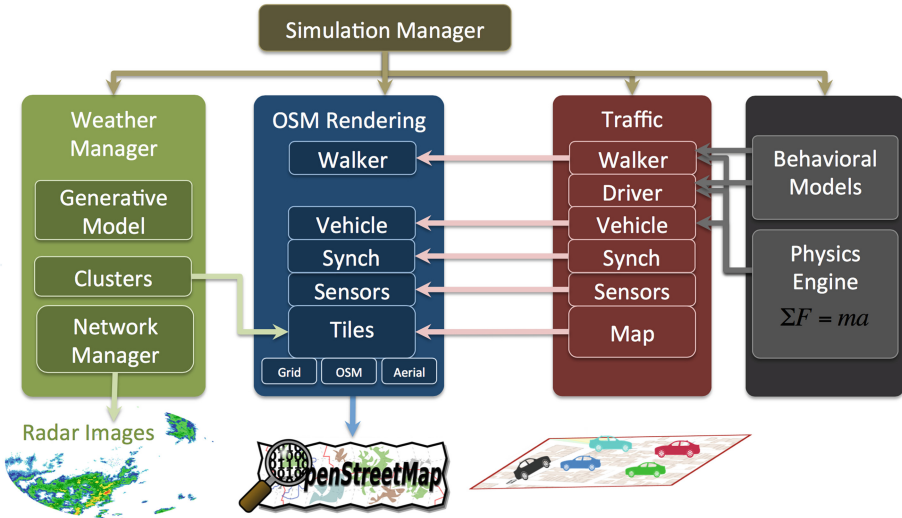 Simulation Manager
Weather
Manager
Generative
Model
Clusters
Network
Manager
Radar Images
OSM Rendering
Walker
Vehicle
Synch
Sensors
Tiles
Grid
OSM
Aerial
penStreetMap
Traffic
Walker
Driver
Vehicle
Synch
Sensors
Map
Behavioral
Models
Physics
Engine
ΣF = ma